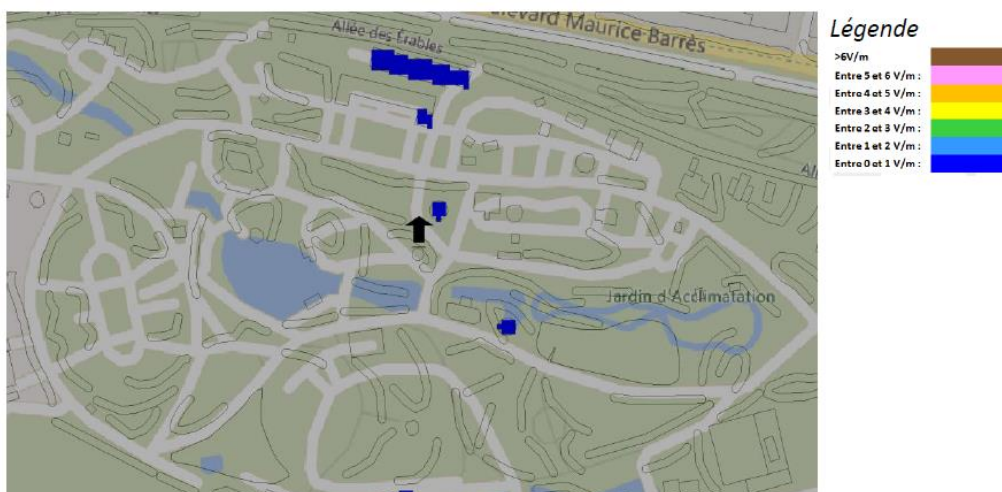 Allée des Érables
levard Maurice Barrès
Jardin d'Acclimatation
Légende
>6V/m
Entre 5 et 6 V/m :
Entre 4 et 5 V/m :
Entre 3 et 4 V/m :
Entre 2 et 3 V/m :
Entre 1 et 2 V/m :
Entre 0 et 1 V/m :